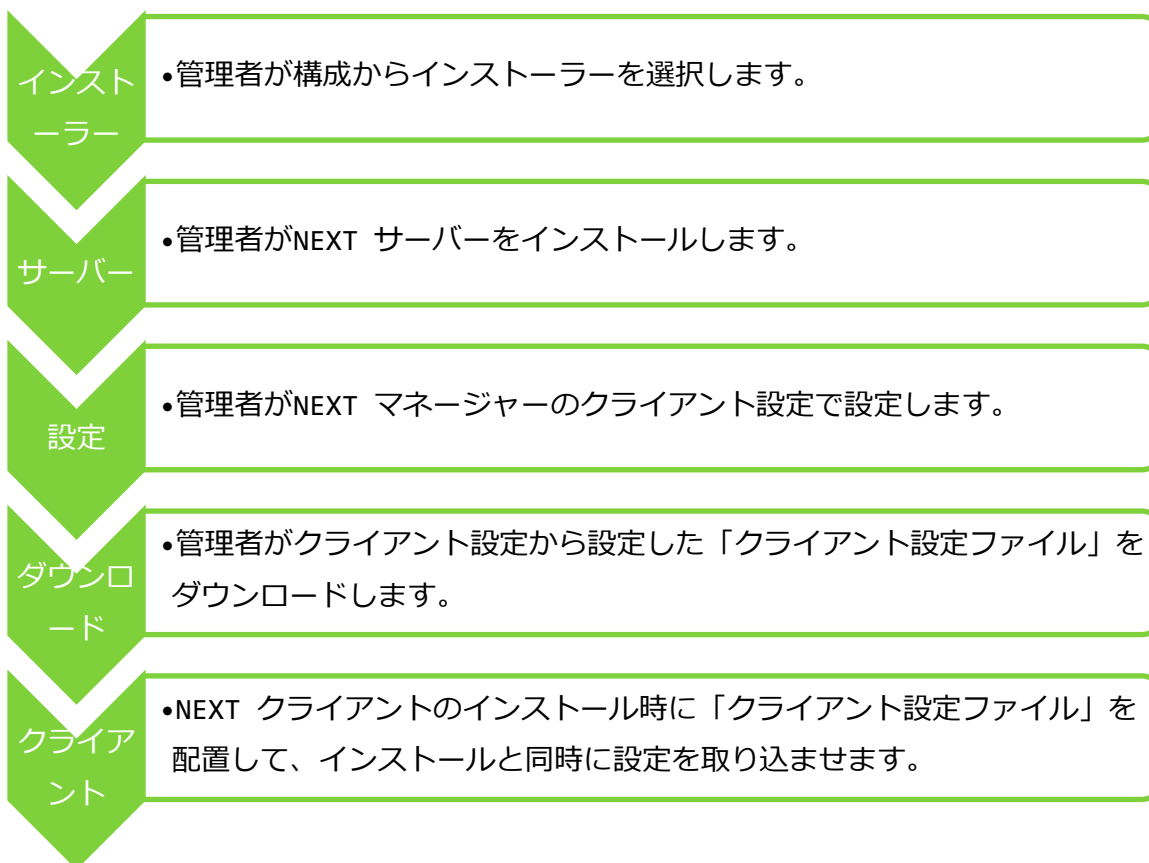 インスト
ーラー
•管理者が構成からインストーラーを選択します。
サーバー
•管理者がNEXT サーバーをインストールします。
設定
•管理者がNEXT マネージャーのクライアント設定で設定します。
ダウンロ
ード
•管理者がクライアント設定から設定した「クライアント設定ファイル」を
ダウンロードします。
クライア
ント
•NEXT クライアントのインストール時に「クライアント設定ファイル」を
配置して、インストールと同時に設定を取り込ませます。